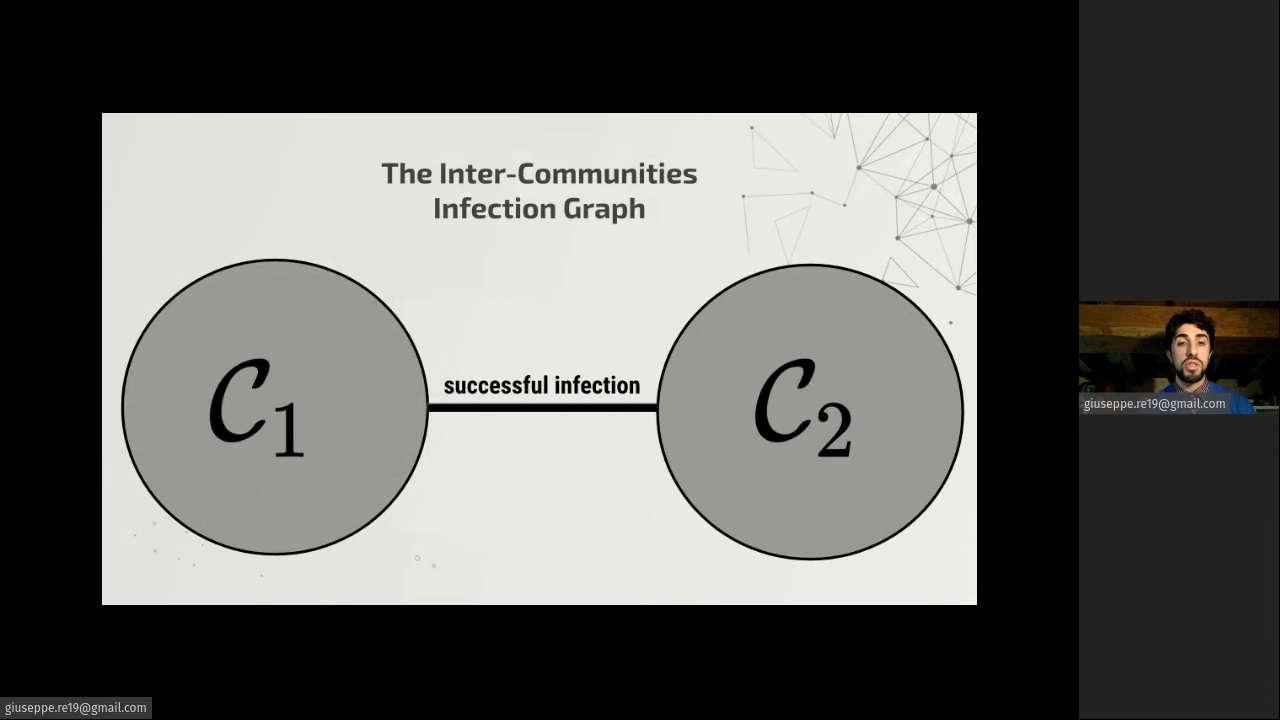 The Inter-Communities
Infection Graph
C1
successful infection
C2
giuseppe.re19@gmail.com
giuseppe.re19@gmail.com